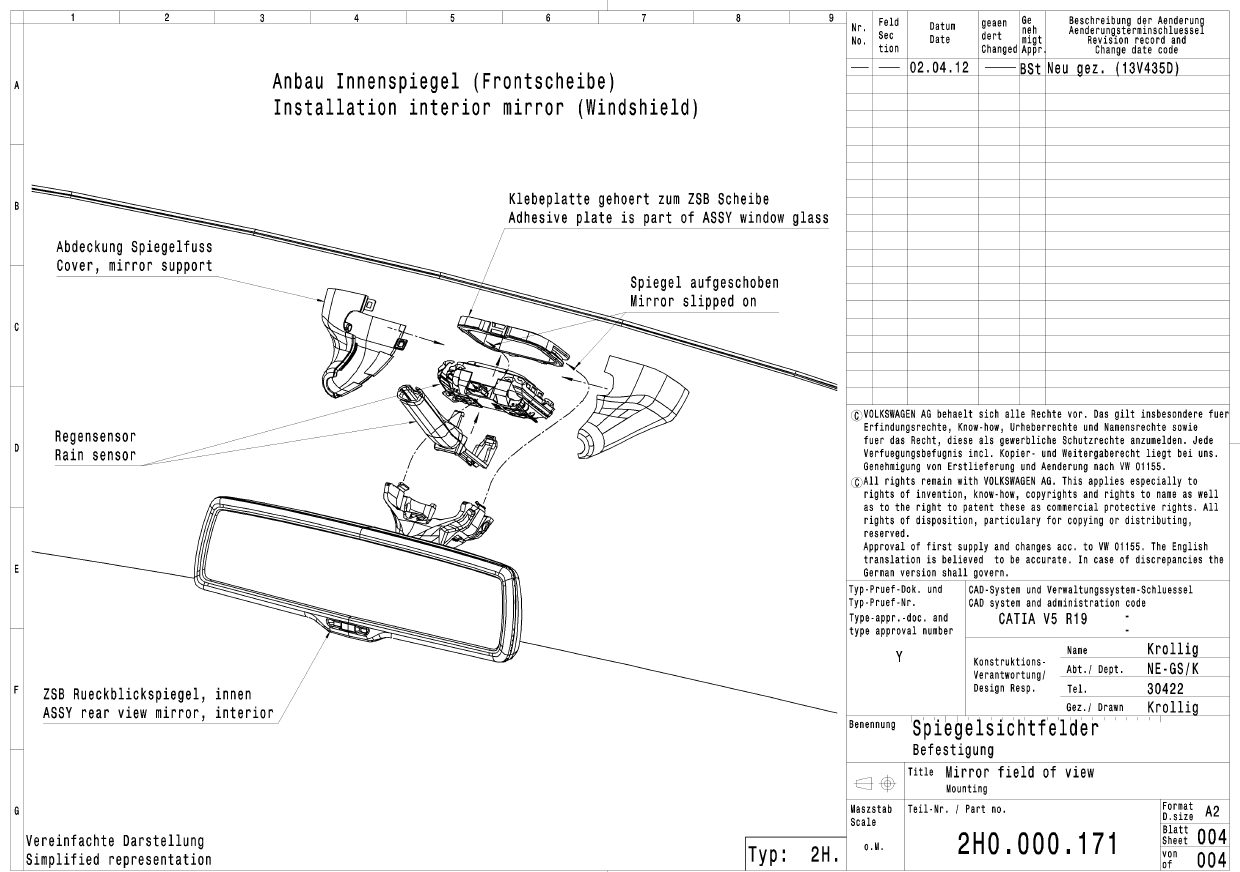 1 2 3 4 5 6 7 8 9
A
B
C
D
E
F
G
Anbau Innenspiegel (Frontscheibe)
Installation interior mirror (Windshield)
Klebeplatte gehoert zum ZSB Scheibe
Adhesive plate is part of ASSY window glass
Abdeckung Spiegelfuss
Cover, mirror support
Spiegel aufgeschoben
Mirror slipped on
Regensensor
Rain sensor
ZSB Rueckblickspiegel, innen
ASSY rear view mirror, interior
Vereinfachte Darstellung
Simplified representation
Typ: 2H.
Nr.
No.
Feld
Sec
tion
Datum
Date
geaen
dert
Changed
Ge
neh
migt
Appr.
Beschreibung der Aenderung
Aenderungsterminschluessel
Revision record and
Change date code
02.04.12 BSt Neu gez. (13V435D)
© VOLKSWAGEN AG behaelt sich alle Rechte vor. Das gilt insbesondere fuer
Erfindungsrechte, Know-how, Urheberrechte und Namensrechte sowie
fuer das Recht, diese als gewerbliche Schutzrechte anzumelden. Jede
Verfuegungsbefugnis incl. Kopier- und Weitergaberecht liegt bei uns.
Genehmigung von Erstlieferung und Aenderung nach VW 01155.
© All rights remain with VOLKSWAGEN AG. This applies especially to
rights of invention, know-how, copyrights and rights to name as well
as to the right to patent these as commercial protective rights. All
rights of disposition, particulary for copying or distributing,
reserved.
Approval of first supply and changes acc. to VW 01155. The English
translation is believed to be accurate. In case of discrepancies the
German version shall govern.
Typ-Pruef-Dok. und
Typ-Pruef-Nr.
Type-appr.-doc. and
type approval number
Y
CAD-System und Verwaltungssystem-Schluessel
CAD system and administration code
CATIA V5 R19 -
-
Konstruktions-
Verantwortung/
Design Resp.
Name Krollig
Abt./ Dept. NE-GS/K
Tel. 30422
Gez./ Drawn Krollig
Benennung Spiegelsichtfelder
Befestigung
Title Mirror field of view
Mounting
Maszstab
Scale
o.M.
Teil-Nr. / Part no.
2H0.000.171
Format
D.size A2
Blatt
Sheet 004
von
of 004